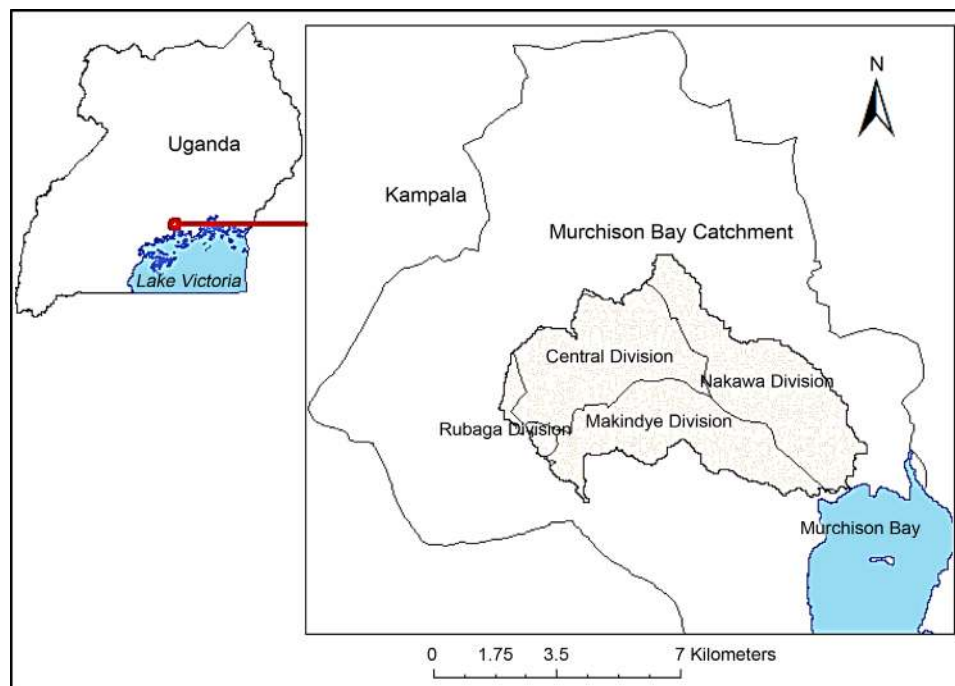 Uganda
Lake Victoria
N
Kampala
Murchison Bay Catchment
Central Division
Nakawa Division
Rubaga Division
Makindye Division
Murchison Bay
0 1.75 3.5 7 Kilometers